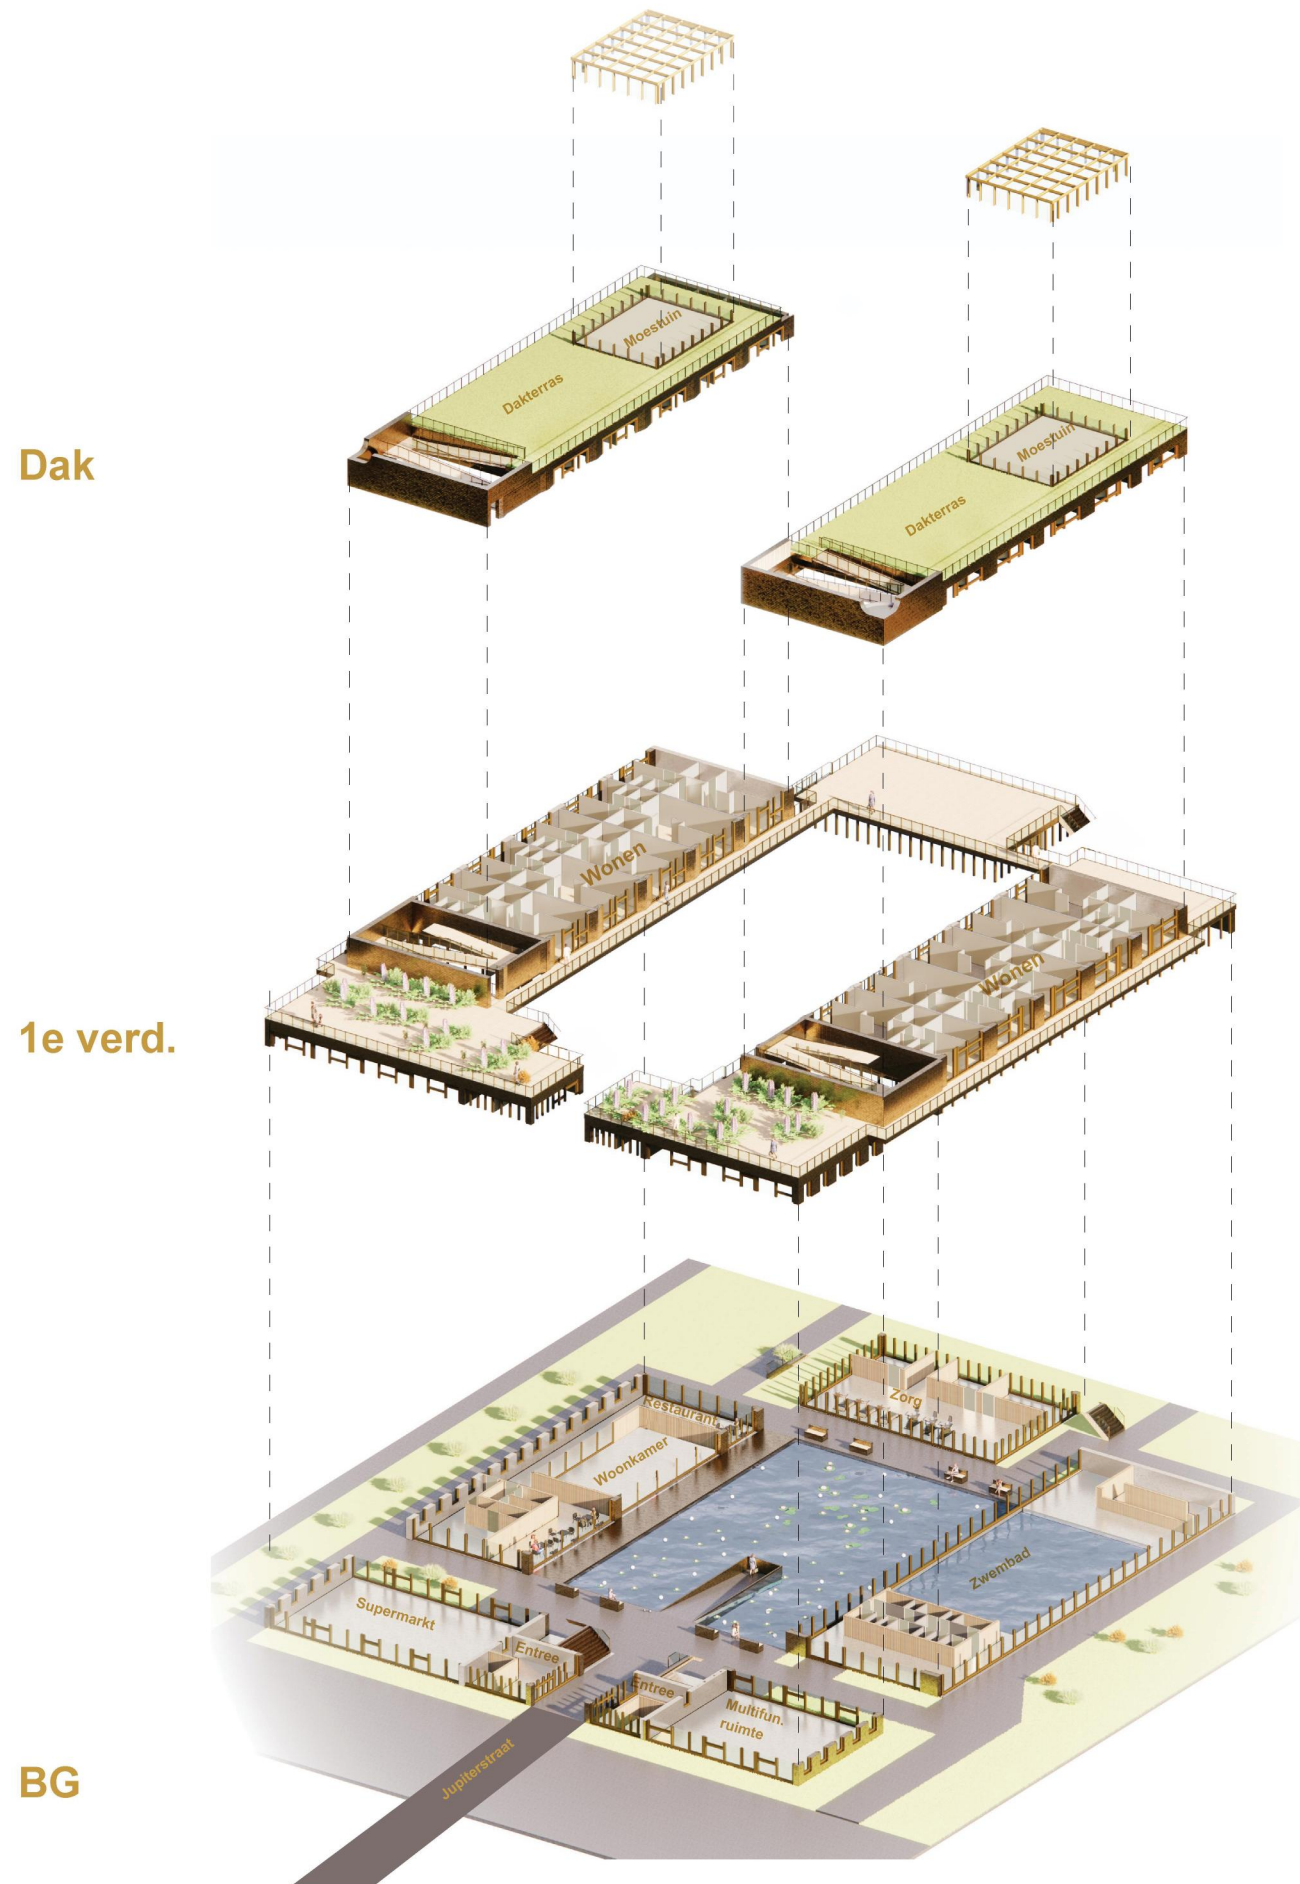 Moestuin
Dakterras
Moestuin
Dakterras
Dak
Wonen
Wonen
1e verd.
Zorg
Restaurant
Woonkamer
Zwembad
Supermarkt
Entree
Entree
Multifun.
ruimte
Jupiterstraat
BG